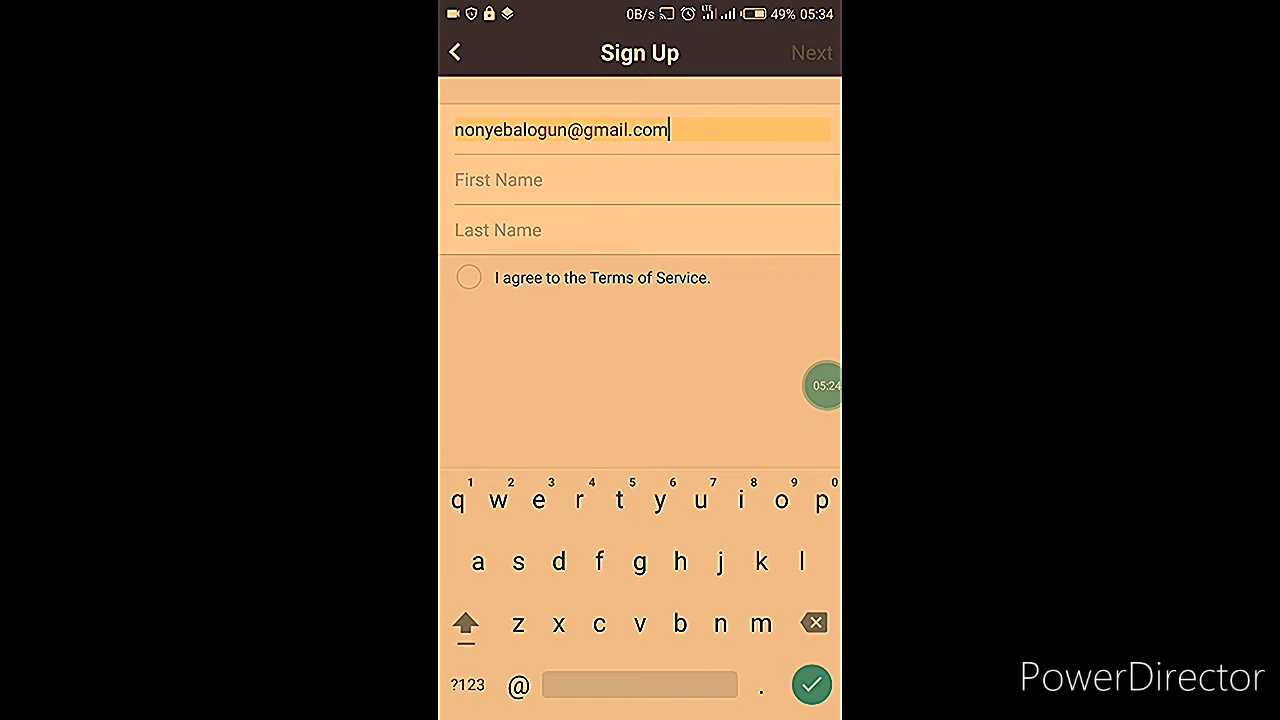 0B/s LTE 49% 05:34
Sign Up Next
nonyebalogun@gmail.com
First Name
Last Name
I agree to the Terms of Service.
05:24
1 2 3 4 5 6 7 8 9 0
q w e r t y u i o p
a s d f g h j k l
z x c v b n m
?123 @ .
PowerDirector